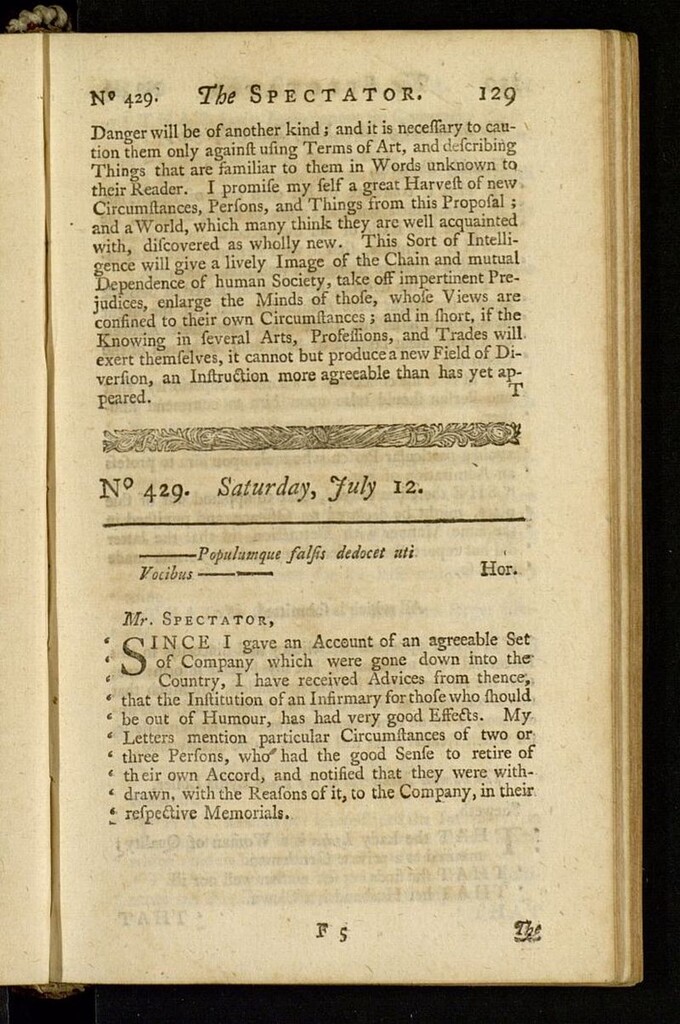 Nº 429. The SPECTATOR. 129
Danger will be of another kind; and it is neceſſary to cau-
tion them only againſt uſing Terms of Art, and deſcribing
Things that are familiar to them in Words unknown to
their Reader. I promiſe my ſelf a great Harveſt of new
Circumſtances, Perſons, and Things from this Propoſal;
and a World, which many think they are well acquainted
with, diſcovered as wholly new. This Sort of Intelli-
gence will give a lively Image of the Chain and mutual
Dependence of human Society, take off impertinent Pre-
judices, enlarge the Minds of thoſe, whoſe Views are
confined to their own Circumſtances; and in ſhort, if the
Knowing in ſeveral Arts, Profeſſions, and Trades will
exert themſelves, it cannot but produce a new Field of Di-
verſion, an Inſtruction more agreeable than has yet ap-
peared. T
Nº 429. Saturday, July 12.
———Populumque falſis dedocet uti
Vocibus ——— Hor.
Mr. SPECTATOR,
‘ SINCE I gave an Account of an agreeable Set
‘ of Company which were gone down into the
‘ Country, I have received Advices from thence,
‘ that the Inſtitution of an Infirmary for thoſe who ſhould
‘ be out of Humour, has had very good Effects. My
‘ Letters mention particular Circumſtances of two or
‘ three Perſons, who had the good Senſe to retire of
‘ their own Accord, and notified that they were with-
‘ drawn, with the Reaſons of it, to the Company, in their
‘ reſpective Memorials.
F 5 The